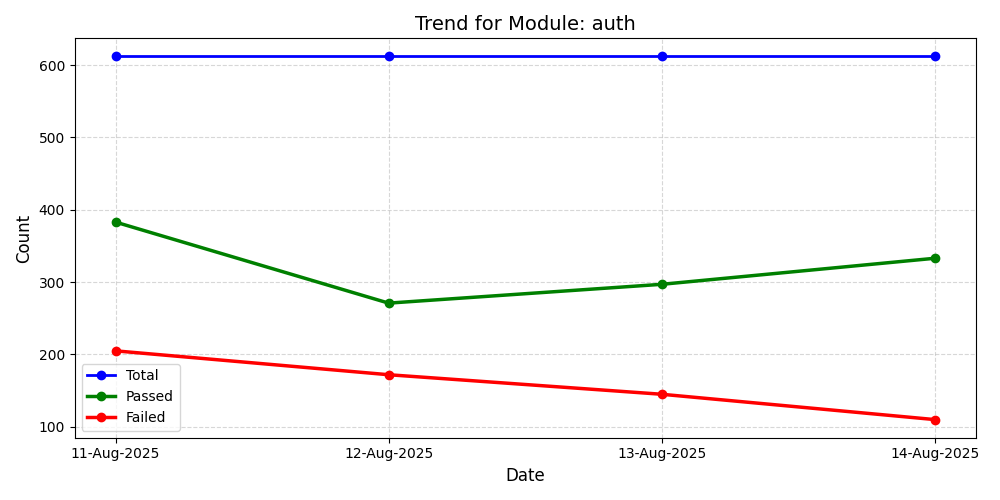 Trend for Module: auth
600
500
400
300
200
100
Count
Total
Passed
Failed
11-Aug-2025
12-Aug-2025
13-Aug-2025
14-Aug-2025
Date